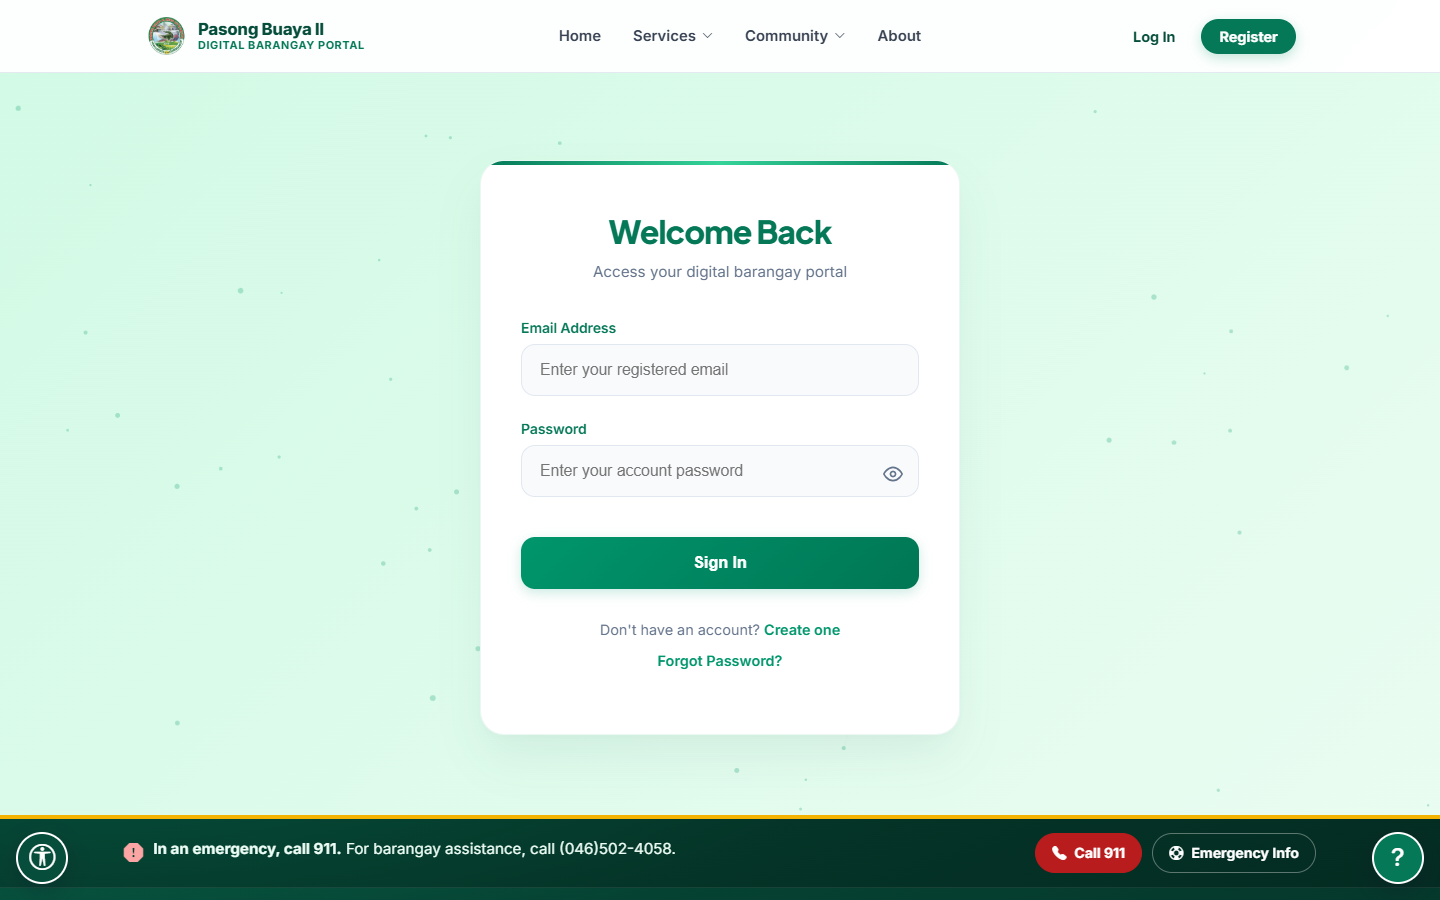 Pasong Buaya II
DIGITAL BARANGAY PORTAL
Home
Services
Community
About
Log In
Register
Welcome Back
Access your digital barangay portal
Email Address
Enter your registered email
Password
Enter your account password
Sign In
Don't have an account? Create one
Forgot Password?
In an emergency, call 911. For barangay assistance, call (046)502-4058.
Call 911
Emergency Info
?